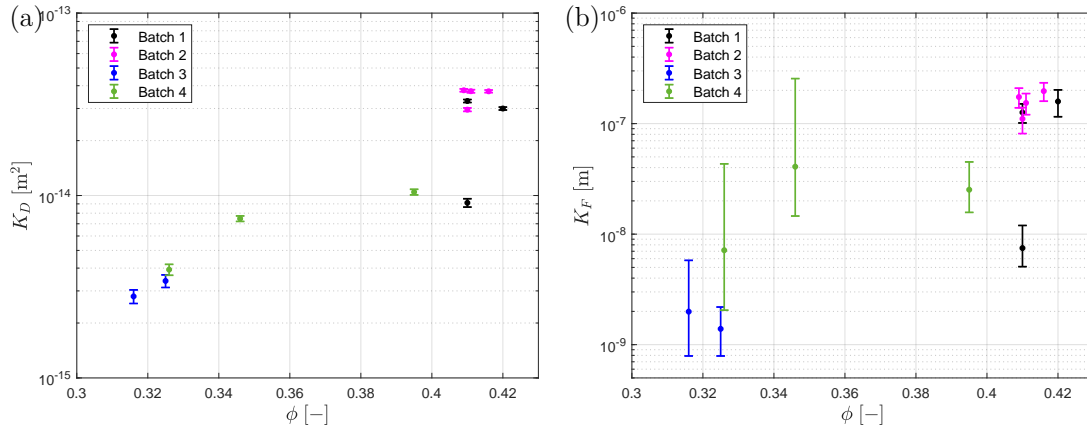 (a)
10^{-13}
10^{-14}
10^{-15}
K_D [m^2]
Batch 1
Batch 2
Batch 3
Batch 4
0.3 0.32 0.34 0.36 0.38 0.4 0.42
ϕ [−]
(b)
10^{-6}
10^{-7}
10^{-8}
10^{-9}
K_F [m]
Batch 1
Batch 2
Batch 3
Batch 4
0.3 0.32 0.34 0.36 0.38 0.4 0.42
ϕ [−]